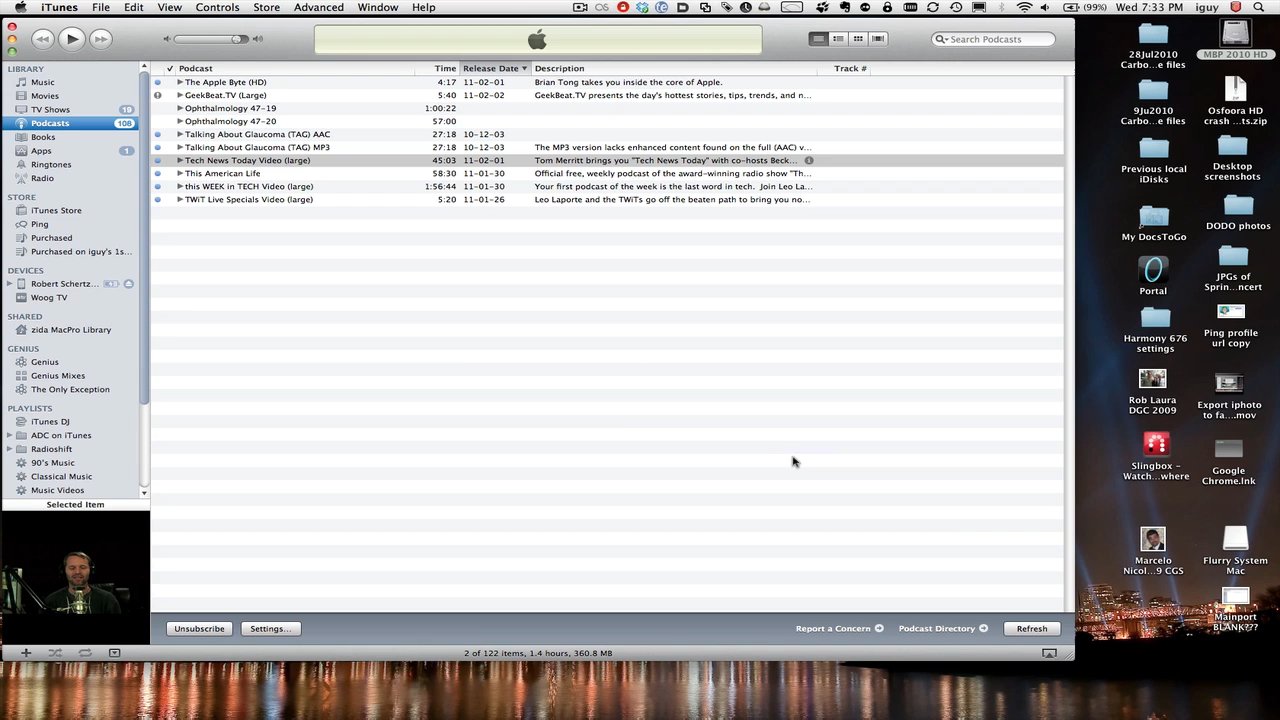 iTunes File Edit View Controls Store Advanced Window Help (99%) Wed 7:33 PM iguy
Search Podcasts
LIBRARY
Music
Movies
TV Shows 19
Podcasts 108
Books
Apps 1
Ringtones
Radio
STORE
iTunes Store
Ping
Purchased
Purchased on iguy's 1s...
DEVICES
Robert Schertz...
Woog TV
SHARED
zida MacPro Library
GENIUS
Genius
Genius Mixes
The Only Exception
PLAYLISTS
iTunes DJ
ADC on iTunes
Radioshift
90's Music
Classical Music
Music Videos
Selected Item
✓ Podcast Time Release Date Description Track #
The Apple Byte (HD) 4:17 11-02-01 Brian Tong takes you inside the core of Apple.
GeekBeat.TV (Large) 5:40 11-02-02 GeekBeat.TV presents the day's hottest stories, tips, trends, and n...
Ophthalmology 47-19 1:00:22
Ophthalmology 47-20 57:00
Talking About Glaucoma (TAG) AAC 27:18 10-12-03
Talking About Glaucoma (TAG) MP3 27:18 10-12-03 The MP3 version lacks enhanced content found on the full (AAC) v...
Tech News Today Video (large) 45:03 11-02-01 Tom Merritt brings you "Tech News Today" with co-hosts Beck...
This American Life 58:30 11-01-30 Official free, weekly podcast of the award-winning radio show "Th...
this WEEK in TECH Video (large) 1:56:44 11-01-30 Your first podcast of the week is the last word in tech. Join Leo La...
TWiT Live Specials Video (large) 5:20 11-01-26 Leo Laporte and the TWiTs go off the beaten path to bring you no...
Unsubscribe Settings... Report a Concern Podcast Directory Refresh
2 of 122 items, 1.4 hours, 360.8 MB
28Jul2010
Carbo...e files
MBP 2010 HD
9Ju2010
Carbo...e files
Osfoora HD
crash ...ts.zip
Previous local
iDisks
Desktop
screenshots
My DocsToGo
DODO photos
Portal
JPGs of
Sprin...ncert
Harmony 676
settings
Ping profile
url copy
Rob Laura
DGC 2009
Export iphoto
to fa....mov
Slingbox –
Watch...where
Google
Chrome.lnk
Marcelo
Nicol...9 CGS
Flurry System
Mac
Mainport
BLANK???